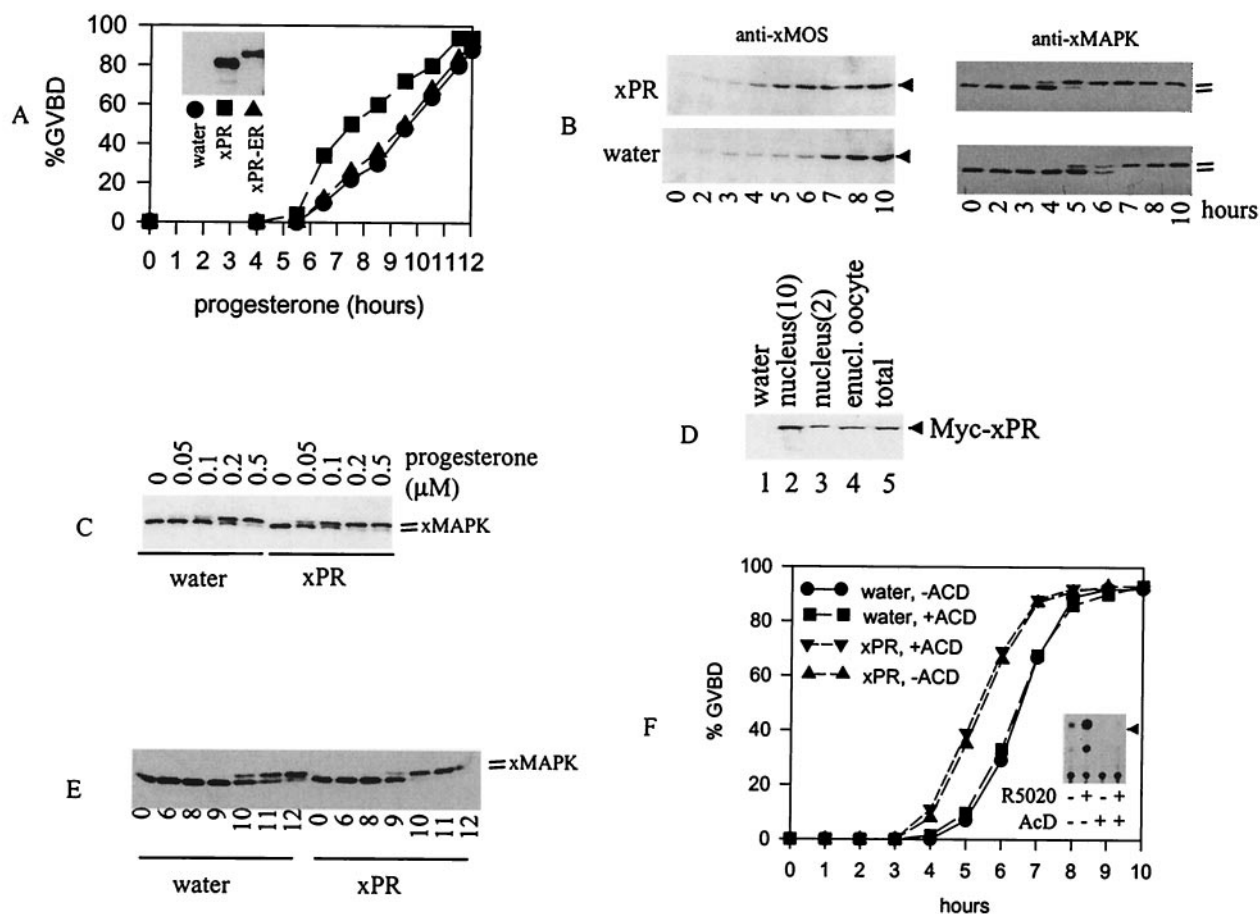 A
%GVBD
100
80
60
40
20
0
water
xPR
xPR-ER
0 1 2 3 4 5 6 7 8 9 10 11 12
progesterone (hours)
B
anti-xMOS
anti-xMAPK
xPR
water
0 2 3 4 5 6 7 8 10
0 2 3 4 5 6 7 8 10 hours
C
0 0.05 0.1 0.2 0.5 0 0.05 0.1 0.2 0.5
progesterone
(μM)
xMAPK
water
xPR
D
water
nucleus(10)
nucleus(2)
enucl. oocyte
total
Myc-xPR
1 2 3 4 5
E
xMAPK
0 6 8 9 10 11 12 0 6 8 9 10 11 12
water
xPR
F
% GVBD
100
80
60
40
20
0
water, -ACD
water, +ACD
xPR, +ACD
xPR, -ACD
R5020 - + - +
AcD - - + +
0 1 2 3 4 5 6 7 8 9 10
hours